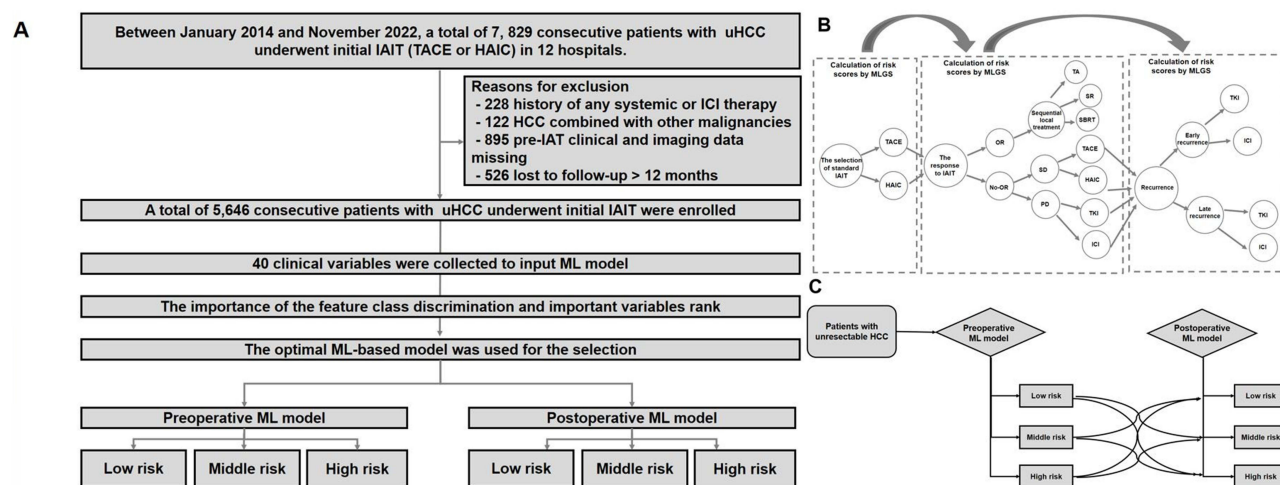 A
Between January 2014 and November 2022, a total of 7, 829 consecutive patients with uHCC
underwent initial IAIT (TACE or HAIC) in 12 hospitals.
Reasons for exclusion
- 228 history of any systemic or ICI therapy
- 122 HCC combined with other malignancies
- 895 pre-IAT clinical and imaging data
missing
- 526 lost to follow-up > 12 months
A total of 5,646 consecutive patients with uHCC underwent initial IAIT were enrolled
40 clinical variables were collected to input ML model
The importance of the feature class discrimination and important variables rank
The optimal ML-based model was used for the selection
Preoperative ML model
Postoperative ML model
Low risk
Middle risk
High risk
Low risk
Middle risk
High risk
B
Calculation of risk
scores by MLGS
Calculation of risk
scores by MLGS
Calculation of risk
scores by MLGS
The selection
of standard
IAIT
TACE
HAIC
The
response
to IAIT
OR
No-OR
Sequential
local
treatment
TA
SR
SBRT
SD
PD
TACE
HAIC
TKI
ICI
Recurrence
Early
recurrence
Late
recurrence
TKI
ICI
TKI
ICI
C
Patients with
unresectable HCC
Preoperative
ML model
Postoperative
ML model
Low risk
Middle risk
High risk
Low risk
Middle risk
High risk